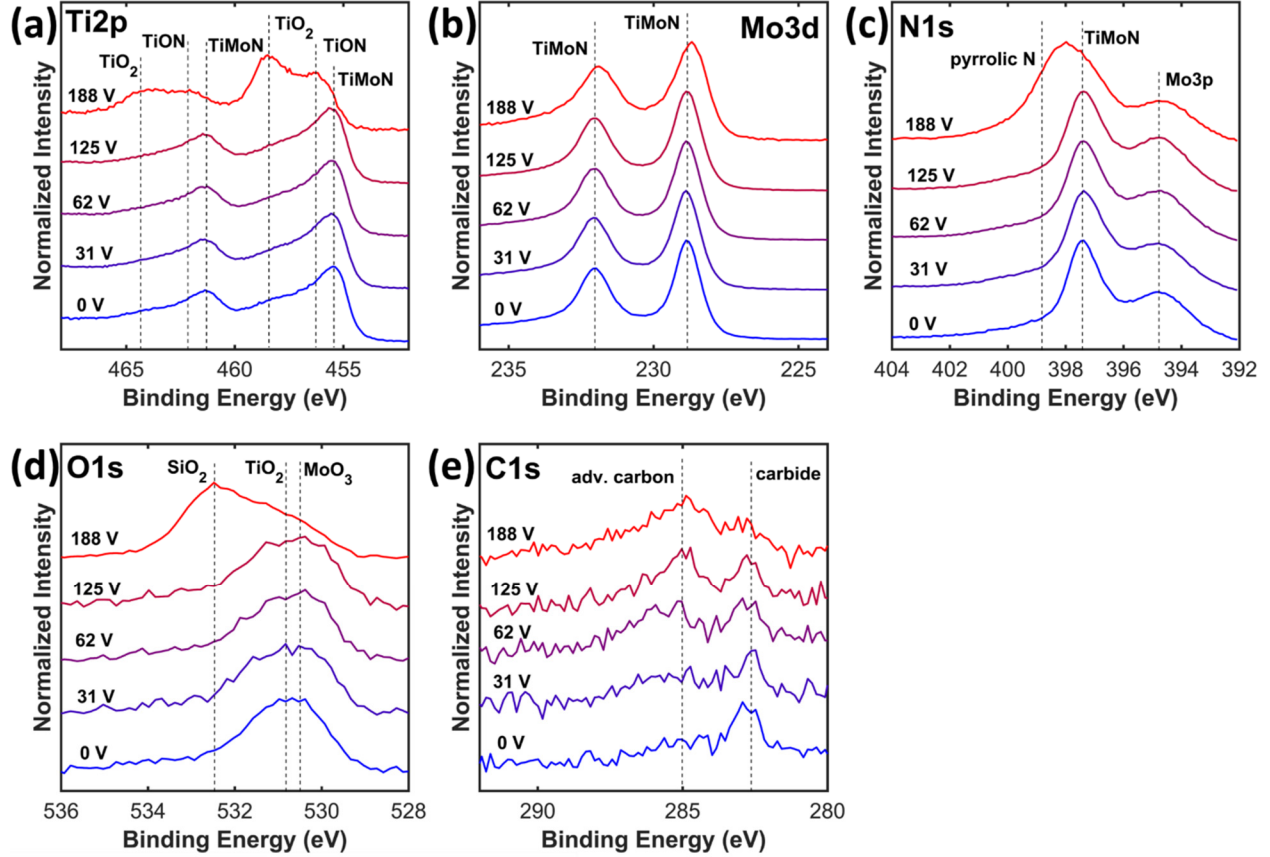 (a) Ti2p
TiO2
TiON
TiMoN
TiO2
TiON
TiMoN
188 V
125 V
62 V
31 V
0 V
Normalized Intensity
465 460 455
Binding Energy (eV)
(b) Mo3d
TiMoN
TiMoN
188 V
125 V
62 V
31 V
0 V
Normalized Intensity
235 230 225
Binding Energy (eV)
(c) N1s
pyrrolic N
TiMoN
Mo3p
188 V
125 V
62 V
31 V
0 V
Normalized Intensity
404 402 400 398 396 394 392
Binding Energy (eV)
(d) O1s
SiO2
TiO2
MoO3
188 V
125 V
62 V
31 V
0 V
Normalized Intensity
536 534 532 530 528
Binding Energy (eV)
(e) C1s
adv. carbon
carbide
188 V
125 V
62 V
31 V
0 V
Normalized Intensity
290 285 280
Binding Energy (eV)